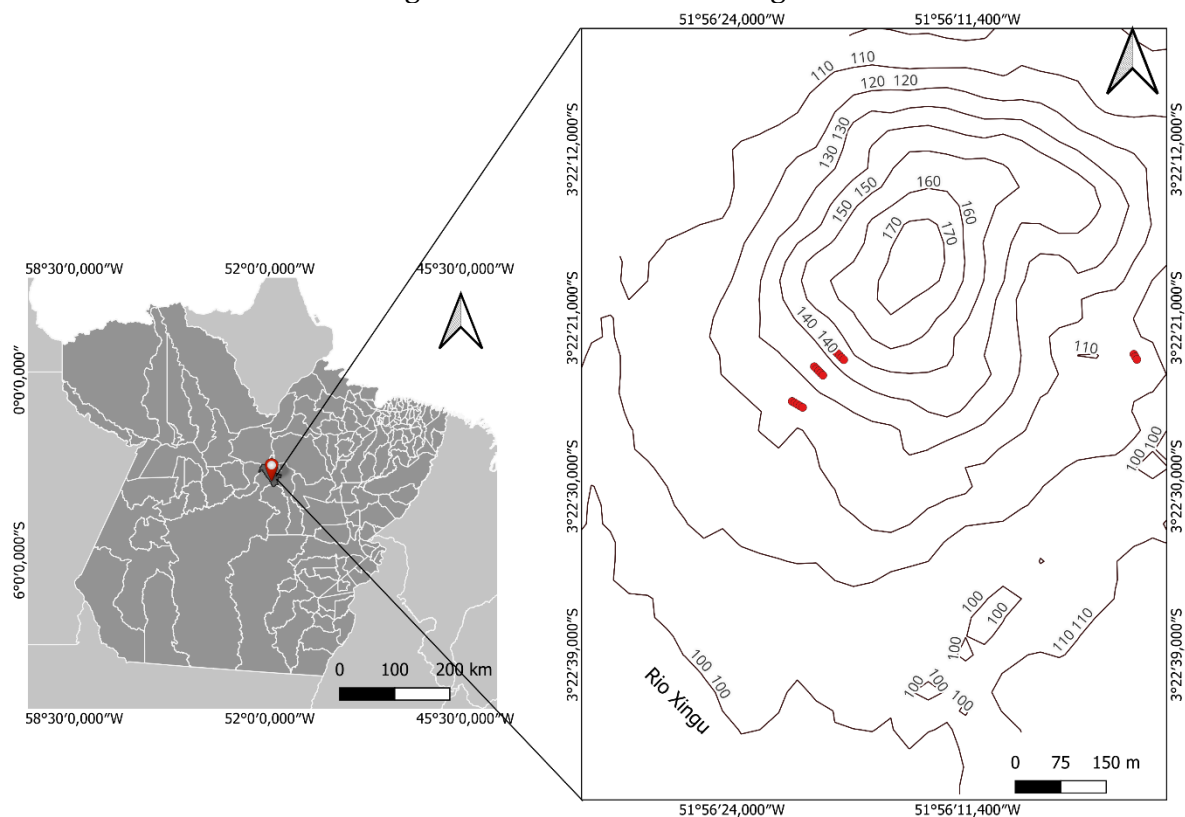 51°56′24,000″W
51°56′11,400″W
110
110
120
120
3°22′12,000″S
3°22′12,000″S
130
130
150
150
160
160
170
170
58°30′0,000″W
52°0′0,000″W
45°30′0,000″W
3°22′21,000″S
3°22′21,000″S
140
140
110
0°0′0,000″
100
100
3°22′30,000″S
3°22′30,000″S
6°0′0,000″S
100
100
3°22′39,000″S
3°22′39,000″S
110
110
100
100
100
Rio Xingu
100
100
100
0 100 200 km
58°30′0,000″W
52°0′0,000″W
45°30′0,000″W
0 75 150 m
51°56′24,000″W
51°56′11,400″W